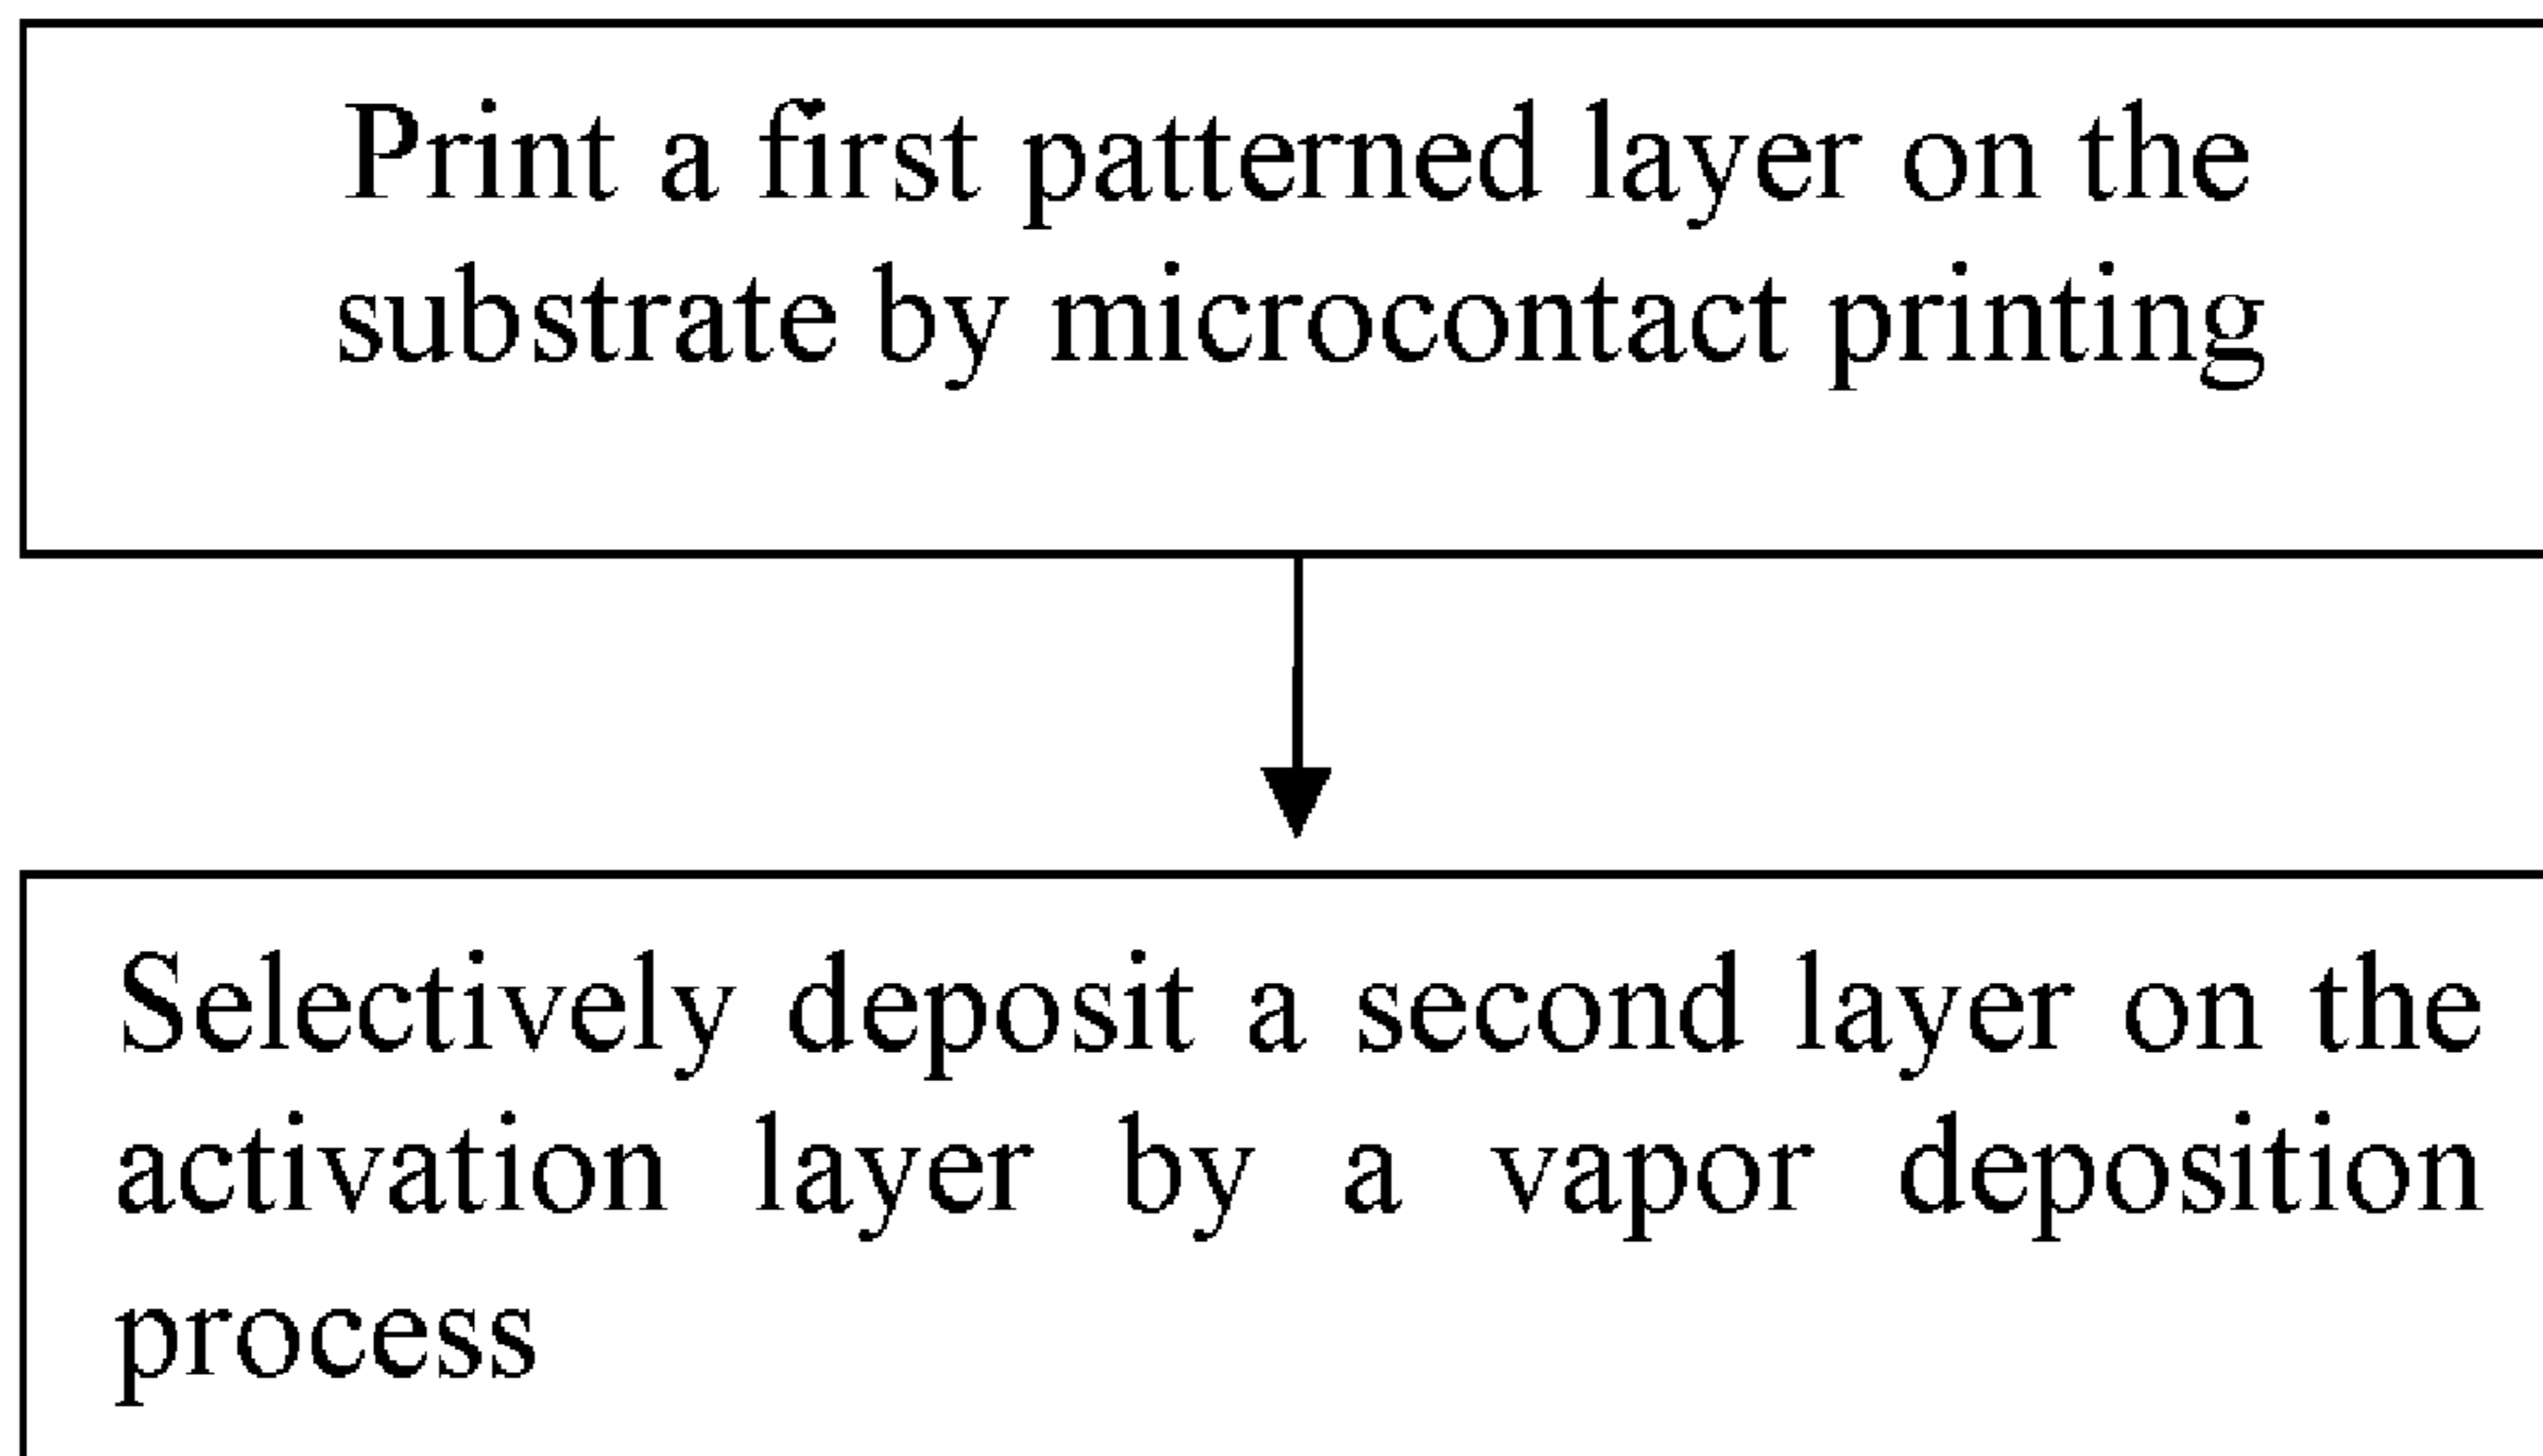 Print a first patterned layer on the
substrate by microcontact printing
Selectively deposit a second layer on the
activation layer by a vapor deposition
process